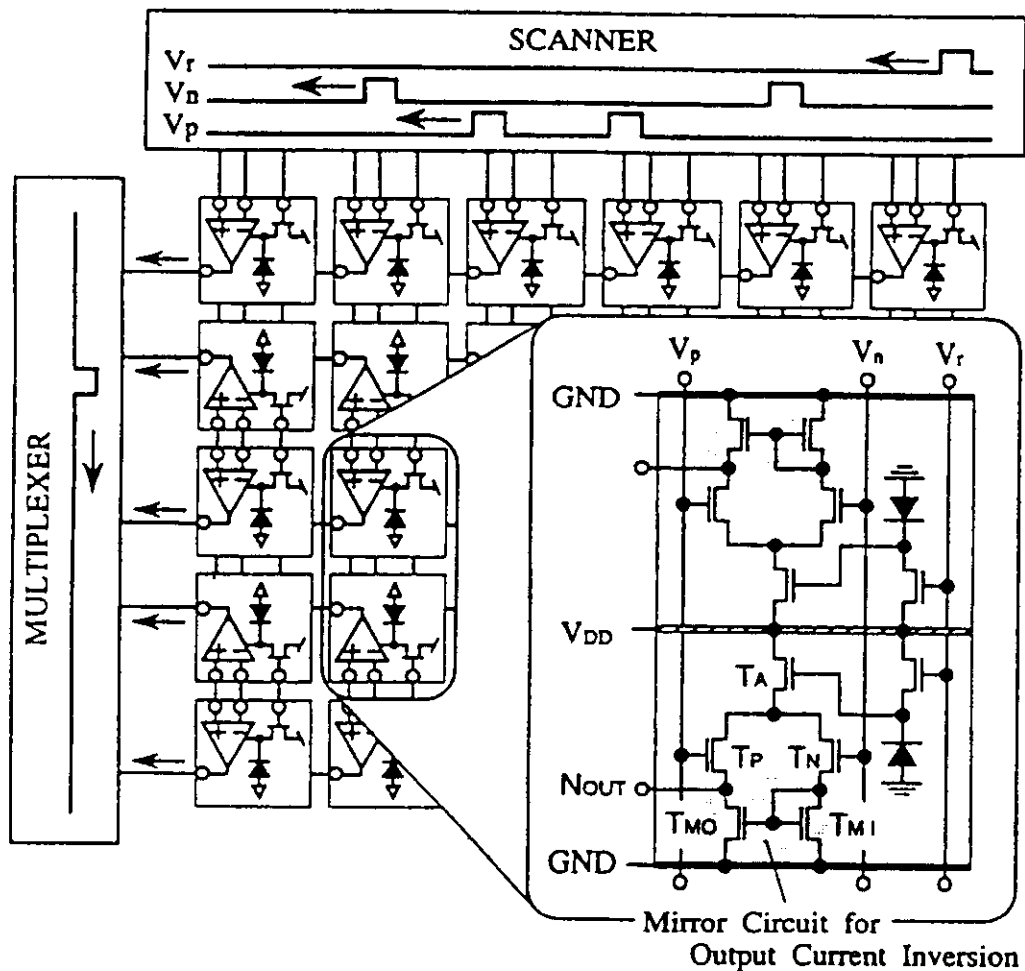 SCANNER
Vr
Vn
Vp
MULTIPLEXER
Vp Vn Vr
GND
VDD
TA
TP TN
NOUT
TMO TMI
GND
Mirror Circuit for
Output Current Inversion